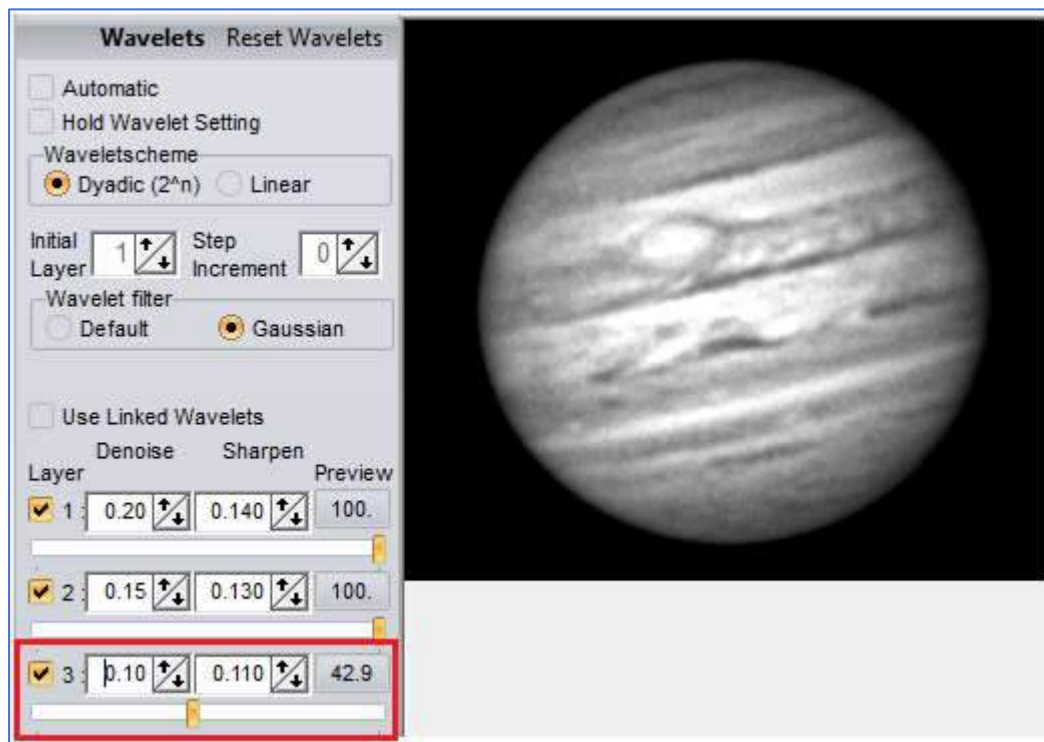 Wavelets Reset Wavelets
Automatic
Hold Wavelet Setting
Waveletscheme
Dyadic (2^n) Linear
Initial Layer 1 Step Increment 0
Wavelet filter
Default Gaussian
Use Linked Wavelets
Layer Denoise Sharpen Preview
1 : 0.20 0.140 100.
2 : 0.15 0.130 100.
3 : 0.10 0.110 42.9